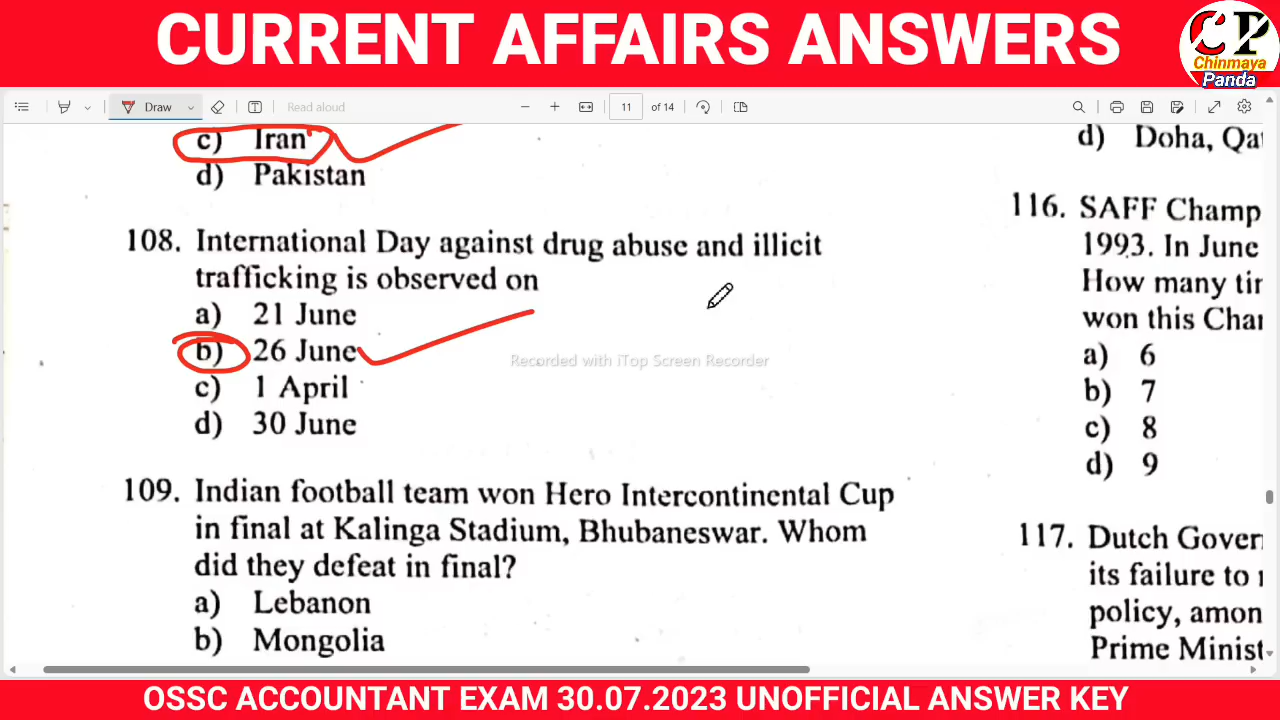 CURRENT AFFAIRS ANSWERS
CP
Chinmaya
Panda
Draw
Read aloud
11 of 14
c) Iran
d) Pakistan
108. International Day against drug abuse and illicit
trafficking is observed on
a) 21 June
b) 26 June
c) 1 April
d) 30 June
109. Indian football team won Hero Intercontinental Cup
in final at Kalinga Stadium, Bhubaneswar. Whom
did they defeat in final?
a) Lebanon
b) Mongolia
d) Doha, Qa
116. SAFF Champ
1993. In June
How many
won this Char
a) 6
b) 7
c) 8
d) 9
117. Dutch Gover
its failure to
policy, amon
Prime Minist
Recorded with iTop Screen Recorder
OSSC ACCOUNTANT EXAM 30.07.2023 UNOFFICIAL ANSWER KEY